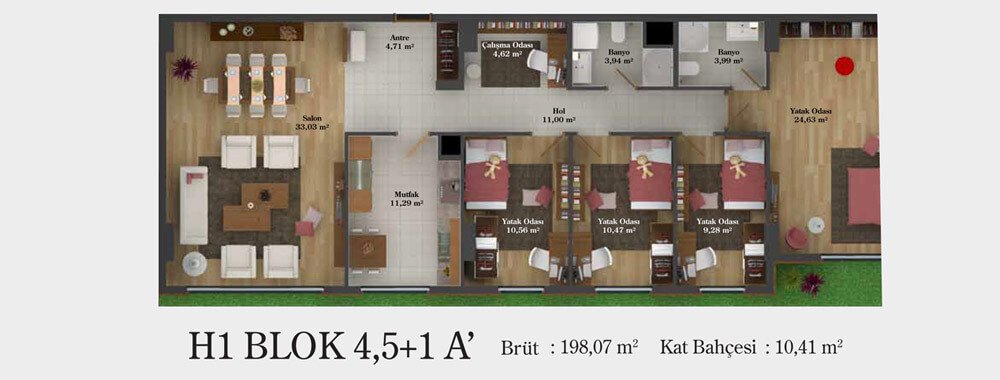 Antre
4,71 m²
Çalışma Odası
4,62 m²
Banyo
3,94 m²
Banyo
3,99 m²
Salon
33,03 m²
Hol
11,00 m²
Yatak Odası
24,63 m²
Mutfak
11,29 m²
Yatak Odası
10,56 m²
Yatak Odası
10,47 m²
Yatak Odası
9,28 m²
H1 BLOK 4,5+1 A’ Brüt : 198,07 m² Kat Bahçesi : 10,41 m²